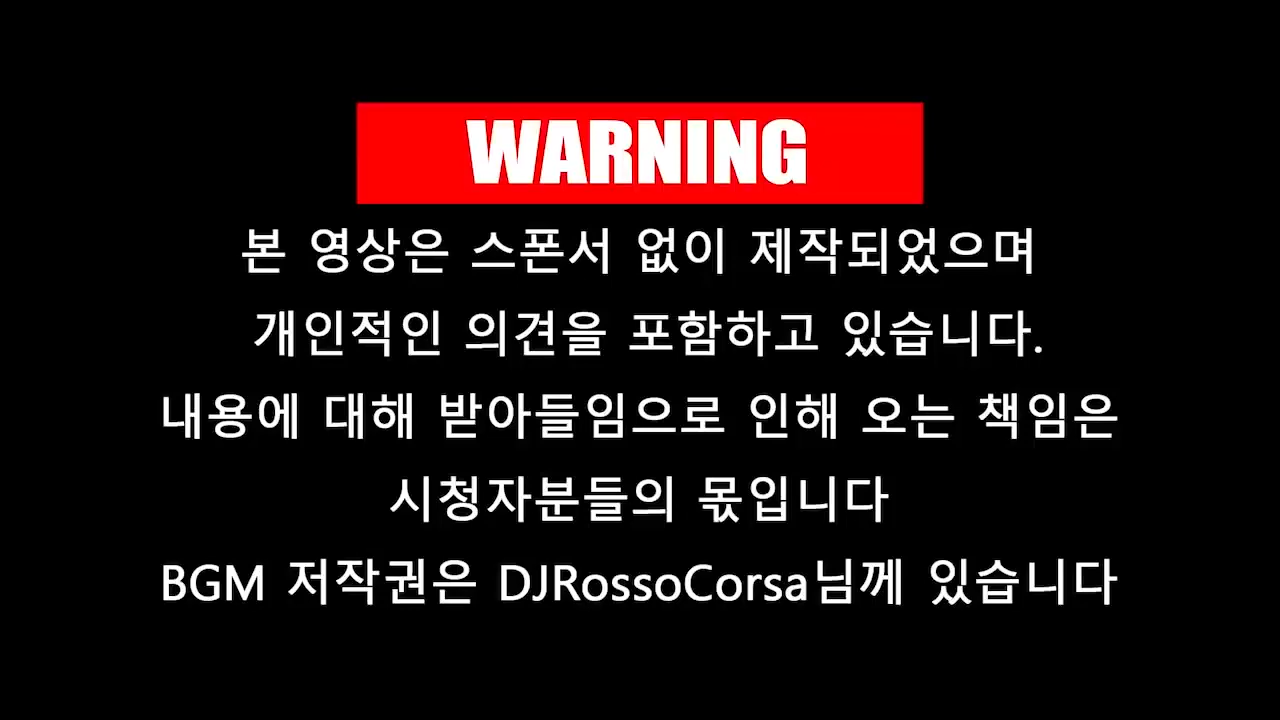 WARNING
본 영상은 스폰서 없이 제작되었으며
개인적인 의견을 포함하고 있습니다.
내용에 대해 받아들임으로 인해 오는 책임은
시청자분들의 몫입니다
BGM 저작권은 DJRossoCorsa님께 있습니다